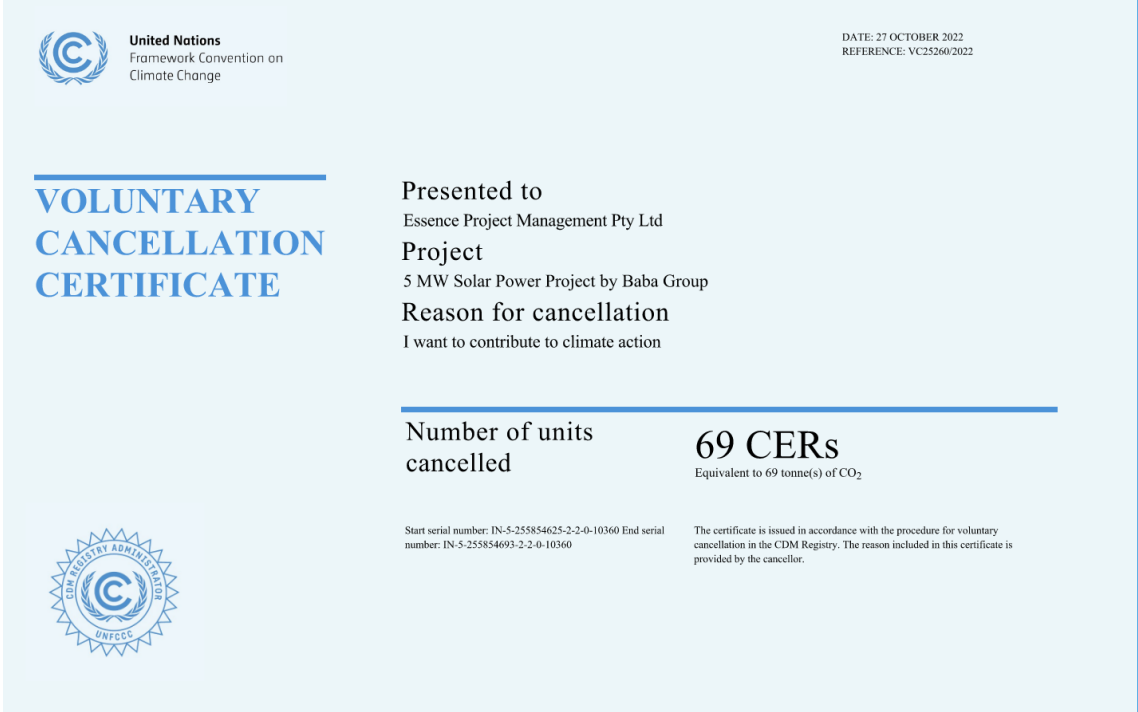 United Nations
Framework Convention on
Climate Change
DATE: 27 OCTOBER 2022
REFERENCE: VC25260/2022
VOLUNTARY
CANCELLATION
CERTIFICATE
Presented to
Essence Project Management Pty Ltd
Project
5 MW Solar Power Project by Baba Group
Reason for cancellation
I want to contribute to climate action
Number of units
cancelled
69 CERs
Equivalent to 69 tonne(s) of CO2
Start serial number: IN-5-255854625-2-2-0-10360 End serial
number: IN-5-255854693-2-2-0-10360
The certificate is issued in accordance with the procedure for voluntary
cancellation in the CDM Registry. The reason included in this certificate is
provided by the cancellor.
CDM REGISTRY ADMINISTRATOR
UNFCCC